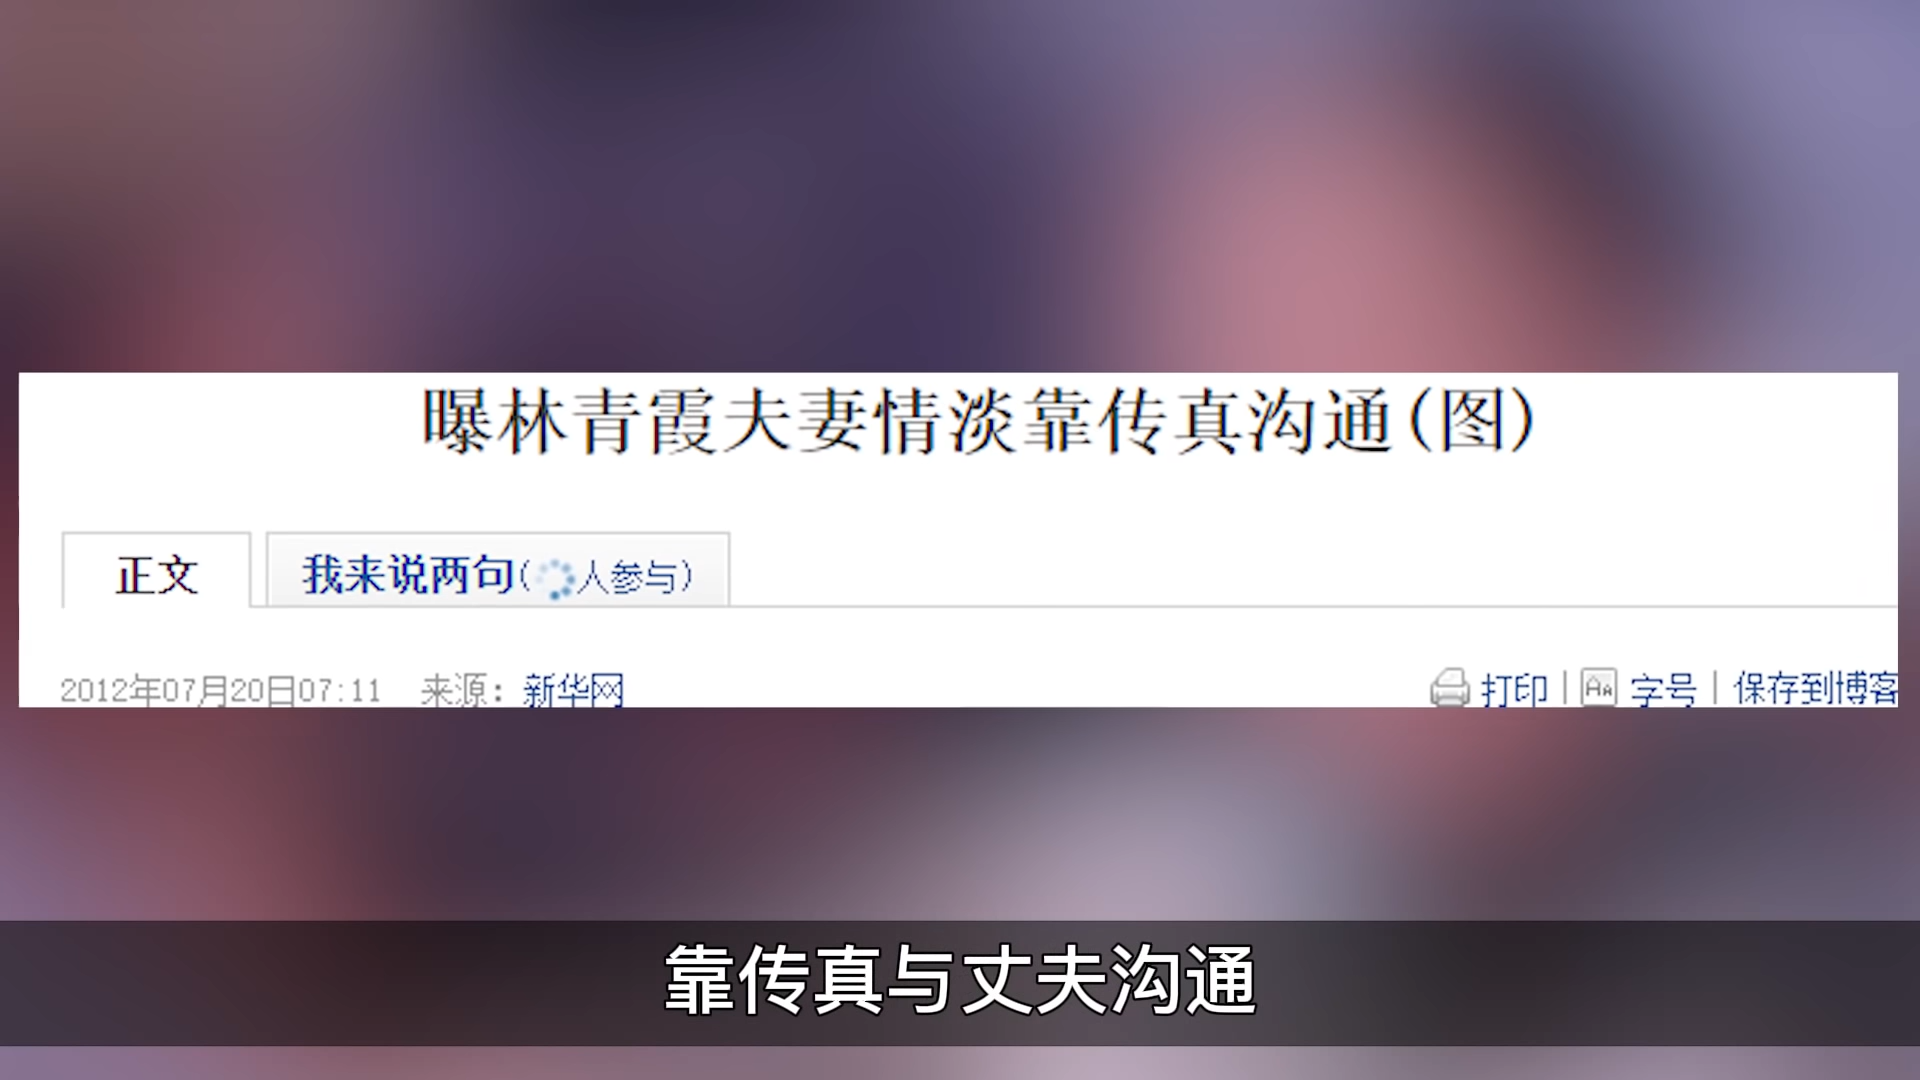 曝林青霞夫妻情淡靠传真沟通(图)
正文 我来说两句(人参与)
2012年07月20日07:11 来源：新华网 打印 | 字号 | 保存到博客
靠传真与丈夫沟通